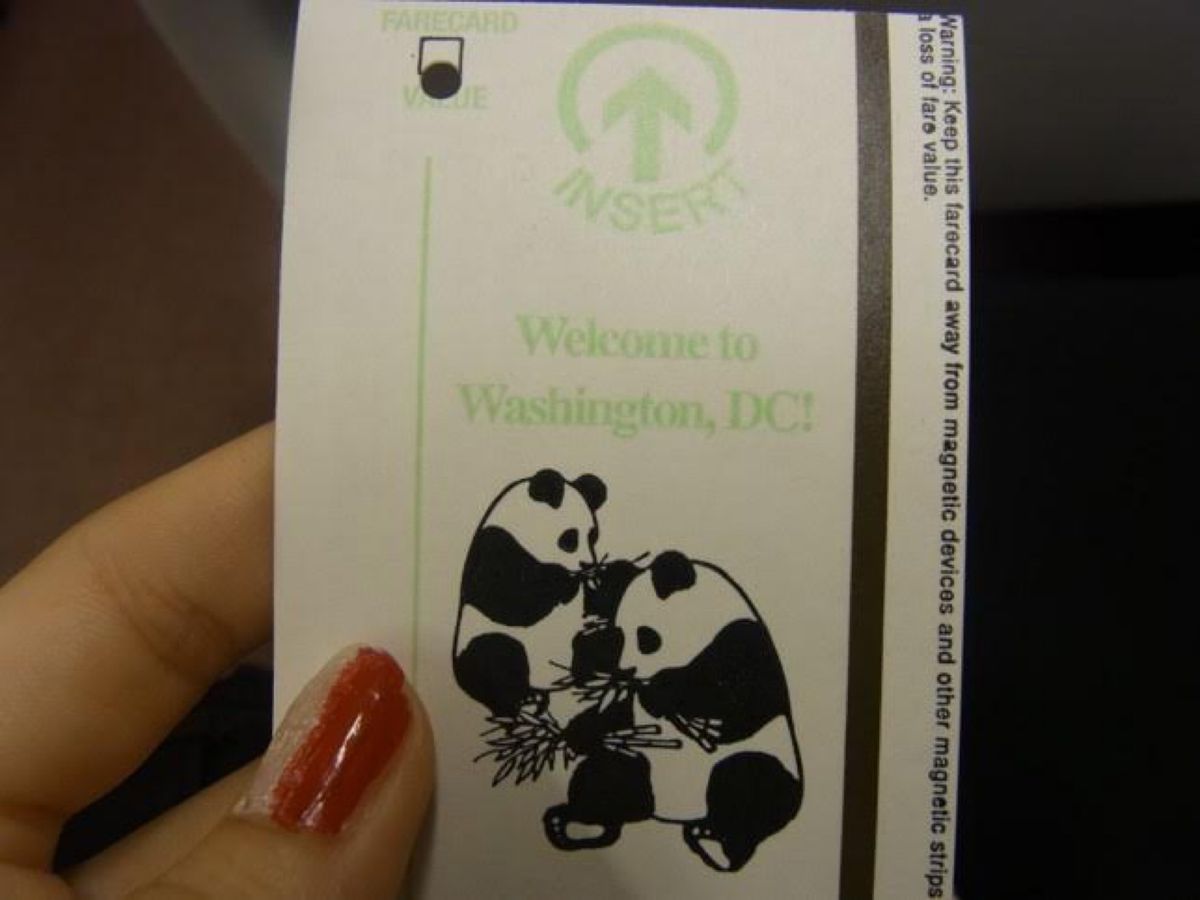 FARECARD
VALUE
INSERT
Welcome to
Washington, DC!
Warning: Keep this farecard away from magnetic devices and other magnetic strips
a loss of fare value.